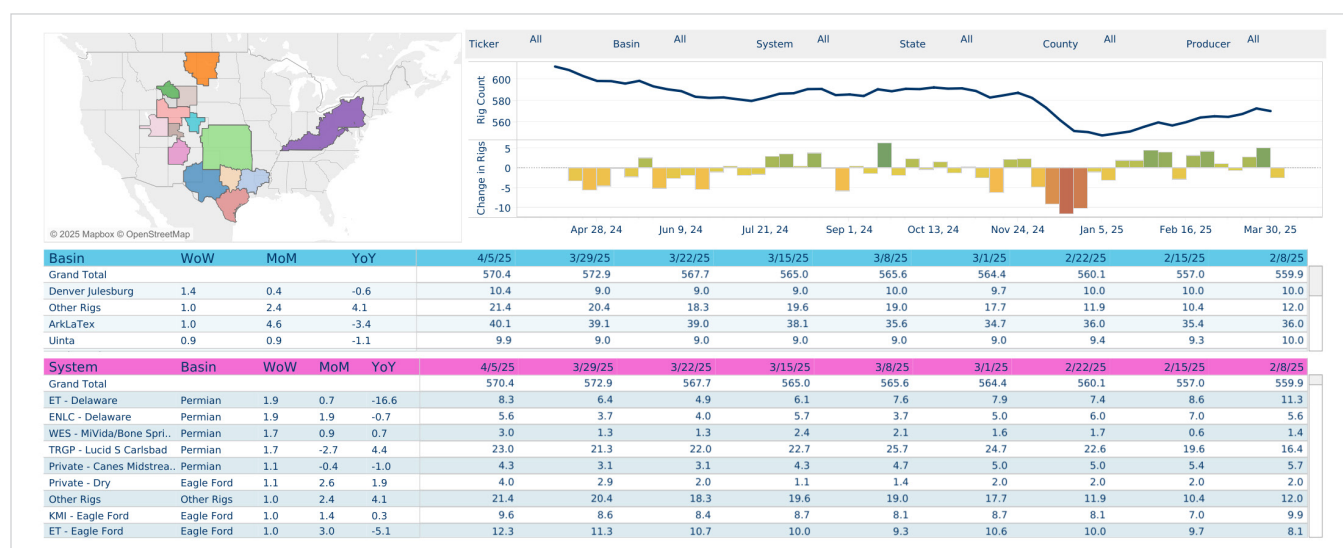 Ticker All Basin All System All State All County All Producer All
Rig Count
600
580
560
Change in Rigs
5
0
-5
-10
Apr 28, 24 Jun 9, 24 Jul 21, 24 Sep 1, 24 Oct 13, 24 Nov 24, 24 Jan 5, 25 Feb 16, 25 Mar 30, 25
© 2025 Mapbox © OpenStreetMap
Basin WoW MoM YoY 4/5/25 3/29/25 3/22/25 3/15/25 3/8/25 3/1/25 2/22/25 2/15/25 2/8/25
Grand Total 570.4 572.9 567.7 565.0 565.6 564.4 560.1 557.0 559.9
Denver Julesburg 1.4 0.4 -0.6 10.4 9.0 9.0 9.0 10.0 9.7 10.0 10.0 10.0
Other Rigs 1.0 2.4 4.1 21.4 20.4 18.3 19.6 19.0 17.7 11.9 10.4 12.0
ArkLaTex 1.0 4.6 -3.4 40.1 39.1 39.0 38.1 35.6 34.7 36.0 35.4 36.0
Uinta 0.9 0.9 -1.1 9.9 9.0 9.0 9.0 9.0 9.0 9.4 9.3 10.0
System Basin WoW MoM YoY 4/5/25 3/29/25 3/22/25 3/15/25 3/8/25 3/1/25 2/22/25 2/15/25 2/8/25
Grand Total 570.4 572.9 567.7 565.0 565.6 564.4 560.1 557.0 559.9
ET - Delaware Permian 1.9 0.7 -16.6 8.3 6.4 4.9 6.1 7.6 7.9 7.4 8.6 11.3
ENLC - Delaware Permian 1.9 1.9 -0.7 5.6 3.7 4.0 5.7 3.7 5.0 6.0 7.0 5.6
WES - MiVida/Bone Spri.. Permian 1.7 0.9 0.7 3.0 1.3 1.3 2.4 2.1 1.6 1.7 0.6 1.4
TRGP - Lucid S Carlsbad Permian 1.7 -2.7 4.4 23.0 21.3 22.0 22.7 25.7 24.7 22.6 19.6 16.4
Private - Canes Midstrea.. Permian 1.1 -0.4 -1.0 4.3 3.1 3.1 4.3 4.7 5.0 5.0 5.4 5.7
Private - Dry Eagle Ford 1.1 2.6 1.9 4.0 2.9 2.0 1.1 1.4 2.0 2.0 2.0 2.0
Other Rigs Other Rigs 1.0 2.4 4.1 21.4 20.4 18.3 19.6 19.0 17.7 11.9 10.4 12.0
KMI - Eagle Ford Eagle Ford 1.0 1.4 0.3 9.6 8.6 8.4 8.7 8.1 8.7 8.1 7.0 9.9
ET - Eagle Ford Eagle Ford 1.0 3.0 -5.1 12.3 11.3 10.7 10.0 9.3 10.6 10.0 9.7 8.1